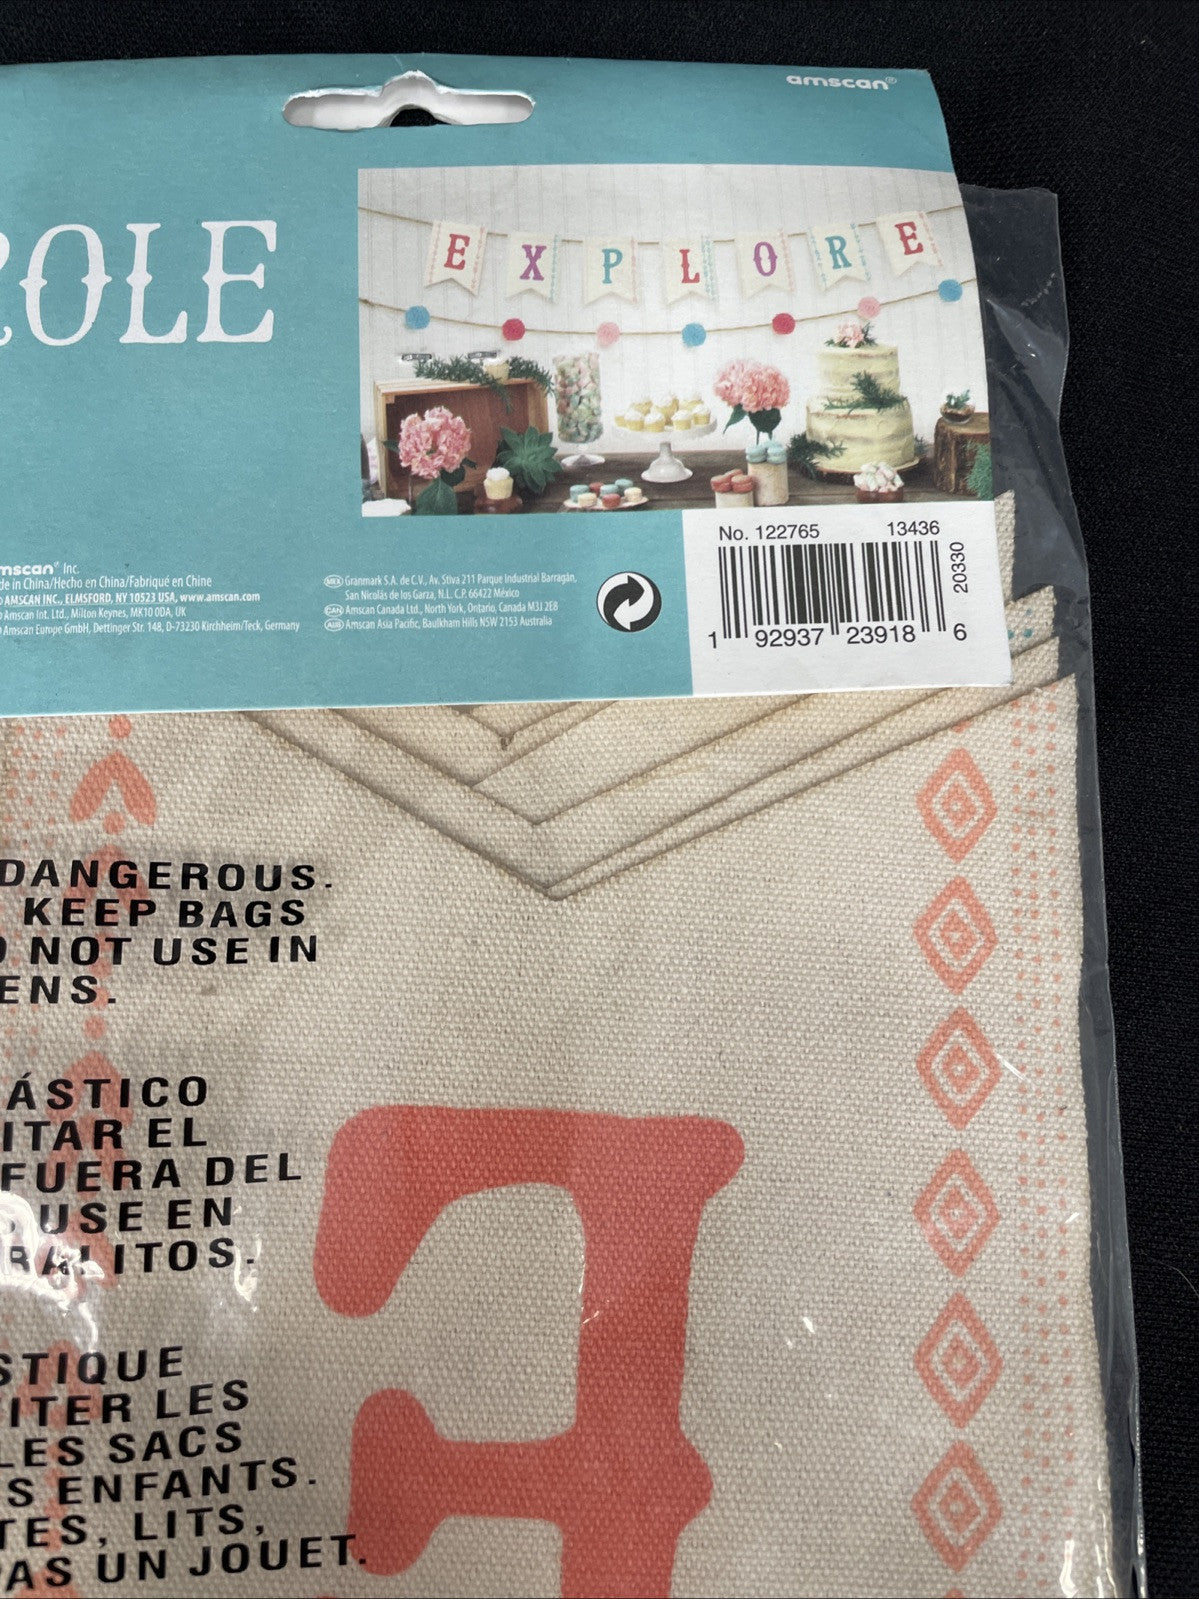 amscan®
ROLE
E X P L O R E
No. 122765 13436
20330
1 92937 23918 6
mscan® Inc.
de in China/Hecho en China/Fabriqué en Chine
AMSCAN INC., ELMSFORD, NY 10523 USA, www.amscan.com
Amscan Int. Ltd., Milton Keynes, MK10 0DA, UK
Amscan Europe GmbH, Dettinger Str. 148, D-73230 Kirchheim/Teck, Germany
MEX Granmark S.A. de C.V., Av. Stiva 211 Parque Industrial Barragán,
San Nicolás de los Garza, N.L. C.P. 66422 México
CAN Amscan Canada Ltd., North York, Ontario, Canada M3J 2E8
AUS Amscan Asia Pacific, Baulkham Hills NSW 2153 Australia
DANGEROUS.
KEEP BAGS
O NOT USE IN
ENS.
ÁSTICO
ITAR EL
FUERA DEL
USE EN
RALITOS.
STIQUE
ITER LES
LES SACS
S ENFANTS.
TES, LITS,
PAS UN JOUET.
E